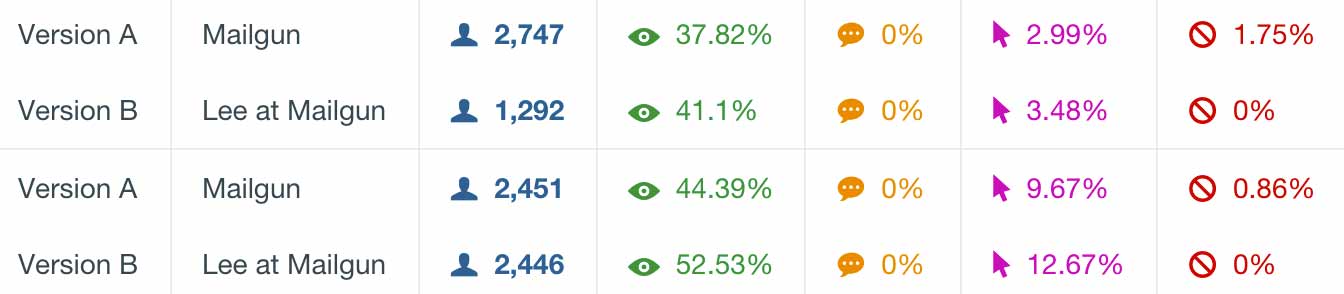 Version A Mailgun 2,747 37.82% 0% 2.99% 1.75%
Version B Lee at Mailgun 1,292 41.1% 0% 3.48% 0%
Version A Mailgun 2,451 44.39% 0% 9.67% 0.86%
Version B Lee at Mailgun 2,446 52.53% 0% 12.67% 0%